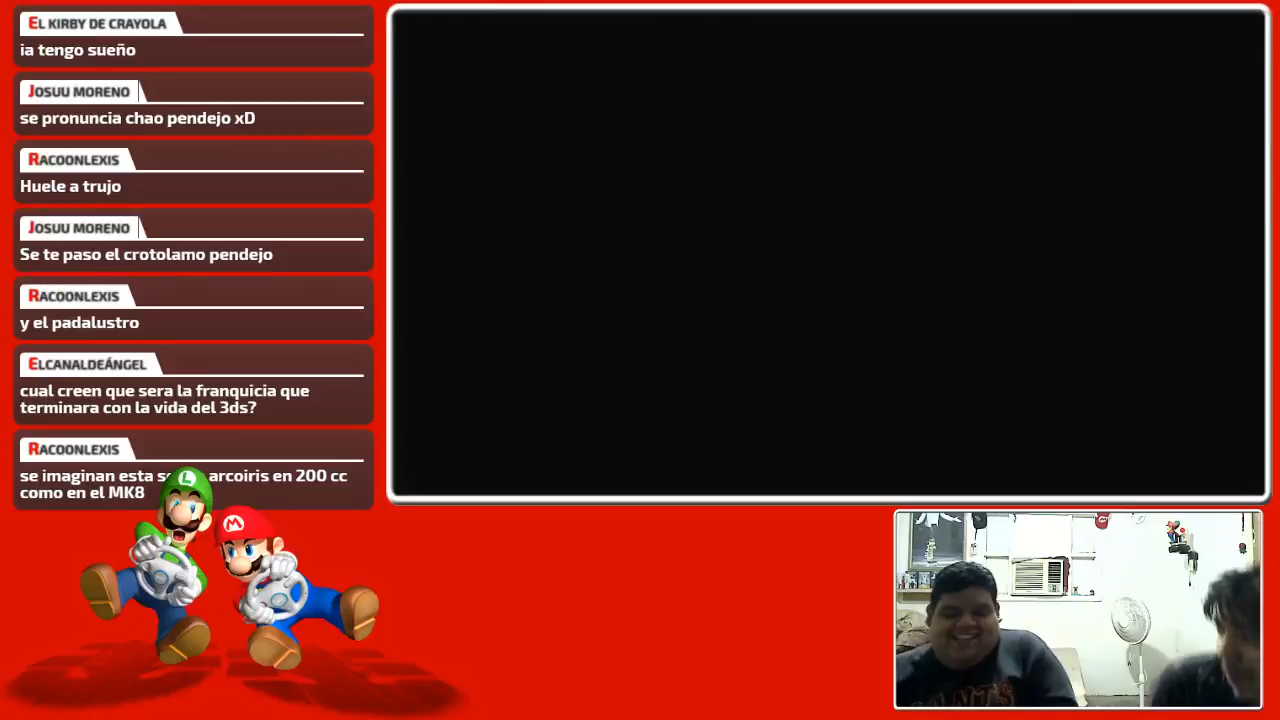 EL KIRBY DE CRAYOLA
ia tengo sueño
JOSUU MORENO
se pronuncia chao pendejo xD
RACOONLEXIS
Huele a trujo
JOSUU MORENO
Se te paso el crotolamo pendejo
RACOONLEXIS
y el padalustro
ELCANALDEÁNGEL
cual creen que sera la franquicia que
terminara con la vida del 3ds?
RACOONLEXIS
se imaginan esta arcoiris en 200 cc
como en el MK8
L
M